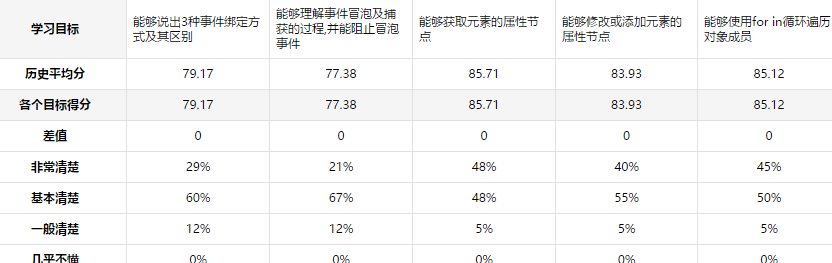 学习目标
能够说出3种事件绑定方
式及其区别
能够理解事件冒泡及捕
获的过程,并能阻止冒泡
事件
能够获取元素的属性节
点
能够修改或添加元素的
属性节点
能够使用for in循环遍历
对象成员
历史平均分 79.17 77.38 85.71 83.93 85.12
各个目标得分 79.17 77.38 85.71 83.93 85.12
差值 0 0 0 0 0
非常清楚 29% 21% 48% 40% 45%
基本清楚 60% 67% 48% 55% 50%
一般清楚 12% 12% 5% 5% 5%
几乎不懂 0% 0% 0% 0% 0%